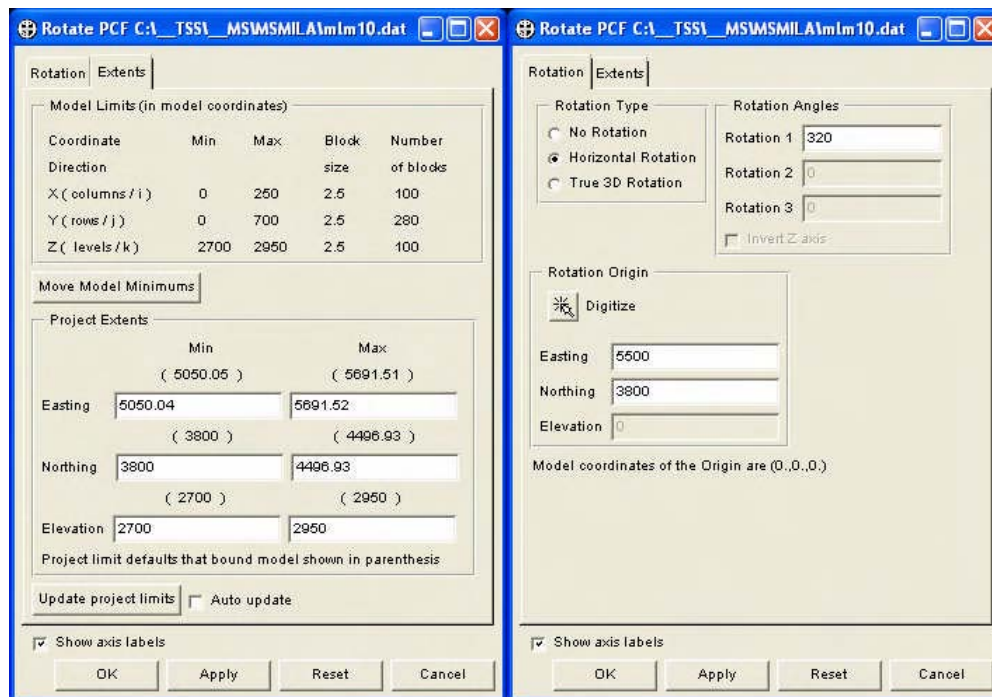 Rotate PCF C:\__TSS\__MS\MSMILA\mlm10.dat
Rotation Extents
Model Limits (in model coordinates)
Coordinate Min Max Block Number
Direction size of blocks
X ( columns / i ) 0 250 2.5 100
Y ( rows / j ) 0 700 2.5 280
Z ( levels / k ) 2700 2950 2.5 100
Move Model Minimums
Project Extents
Min Max
( 5050.05 ) ( 5691.51 )
Easting 5050.04 5691.52
( 3800 ) ( 4496.93 )
Northing 3800 4496.93
( 2700 ) ( 2950 )
Elevation 2700 2950
Project limit defaults that bound model shown in parenthesis
Update project limits Auto update
Show axis labels
OK Apply Reset Cancel
Rotate PCF C:\__TSS\__MS\MSMILA\mlm10.dat
Rotation Extents
Rotation Type
No Rotation
Horizontal Rotation
True 3D Rotation
Rotation Angles
Rotation 1 320
Rotation 2 0
Rotation 3 0
Invert Z axis
Rotation Origin
Digitize
Easting 5500
Northing 3800
Elevation 0
Model coordinates of the Origin are (0.,0.,0.)
Show axis labels
OK Apply Reset Cancel